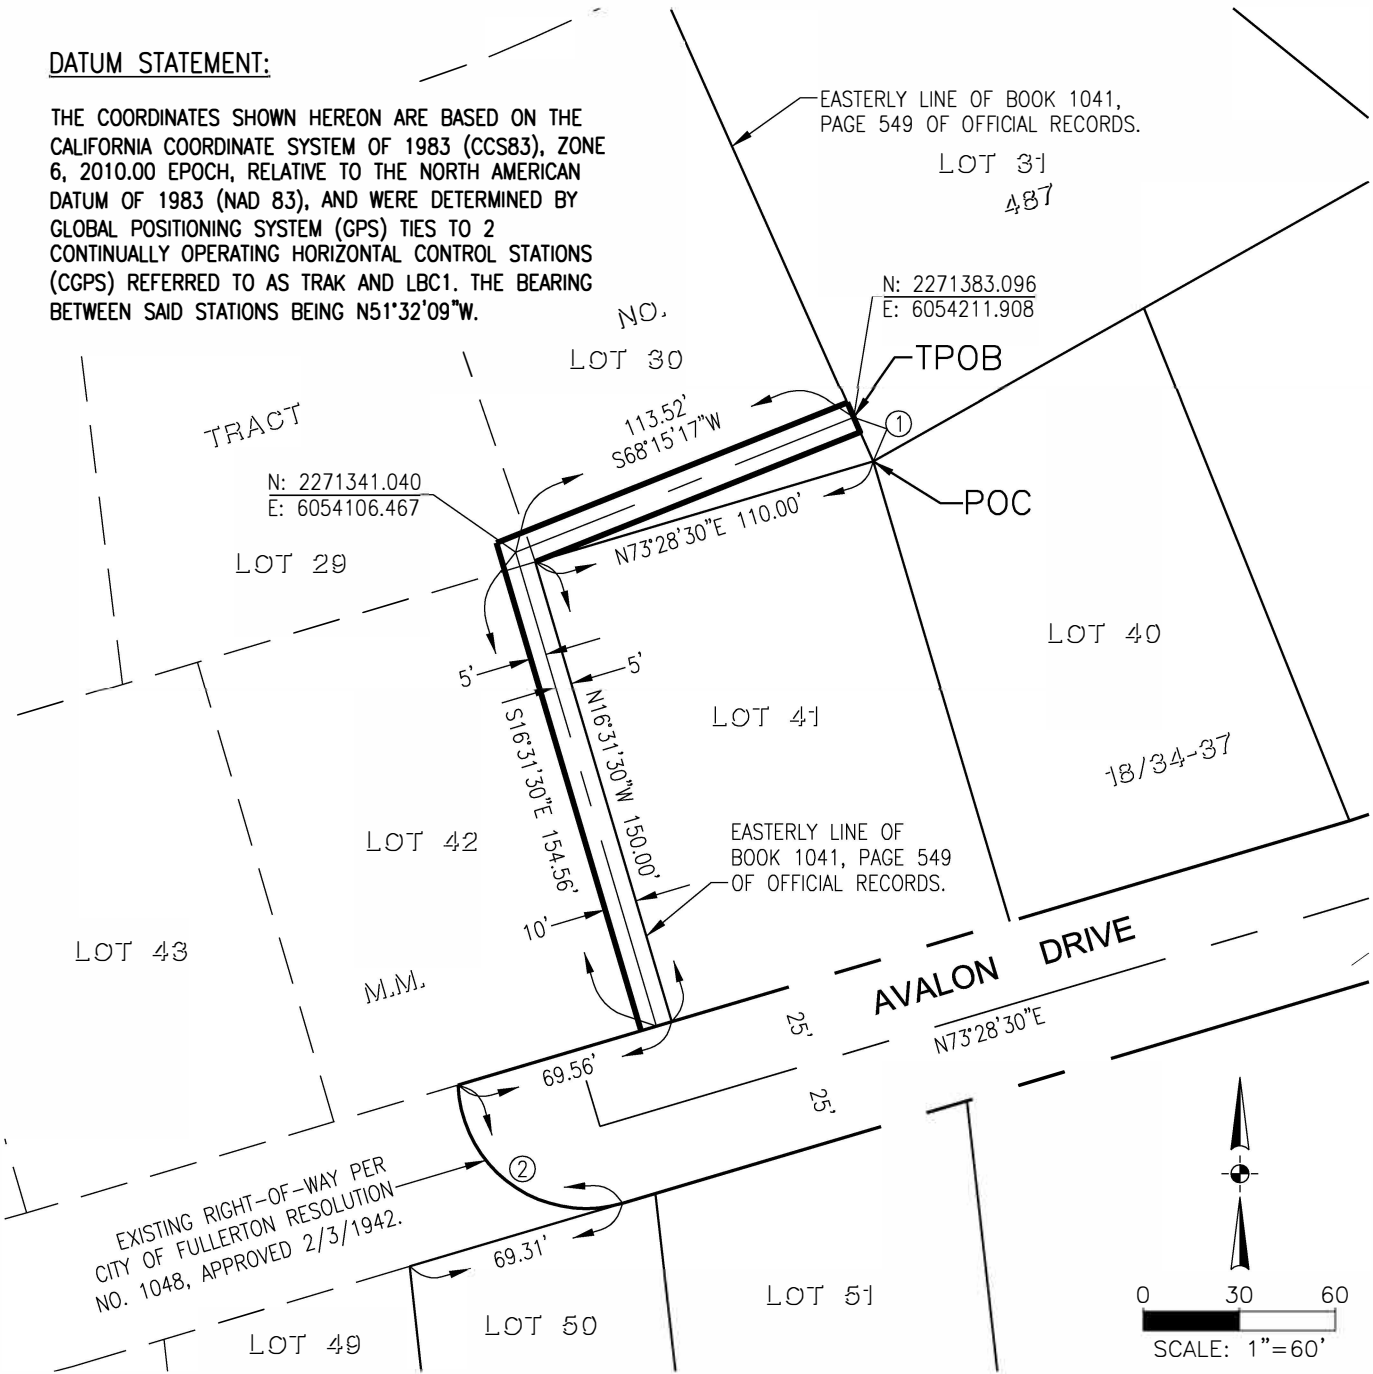 DATUM STATEMENT:
THE COORDINATES SHOWN HEREON ARE BASED ON THE
CALIFORNIA COORDINATE SYSTEM OF 1983 (CCS83), ZONE
6, 2010.00 EPOCH, RELATIVE TO THE NORTH AMERICAN
DATUM OF 1983 (NAD 83), AND WERE DETERMINED BY
GLOBAL POSITIONING SYSTEM (GPS) TIES TO 2
CONTINUALLY OPERATING HORIZONTAL CONTROL STATIONS
(CGPS) REFERRED TO AS TRAK AND LBC1. THE BEARING
BETWEEN SAID STATIONS BEING N51°32'09"W.
EASTERLY LINE OF BOOK 1041,
PAGE 549 OF OFFICIAL RECORDS.
LOT 31
487
N: 2271383.096
E: 6054211.908
NO.
LOT 30
TPOB
TRACT
113.52'
S68°15'17"W
1
N: 2271341.040
E: 6054106.467
POC
N73°28'30"E 110.00'
LOT 29
LOT 40
5'
5'
S16°31'30"E 154.56'
N16°31'30"W 150.00'
LOT 41
18/34-37
LOT 42
EASTERLY LINE OF
BOOK 1041, PAGE 549
OF OFFICIAL RECORDS.
10'
LOT 43
M.M.
AVALON DRIVE
N73°28'30"E
25'
25'
69.56'
2
EXISTING RIGHT-OF-WAY PER
CITY OF FULLERTON RESOLUTION
NO. 1048, APPROVED 2/3/1942.
69.31'
LOT 49
LOT 50
LOT 51
0 30 60
SCALE: 1"=60'